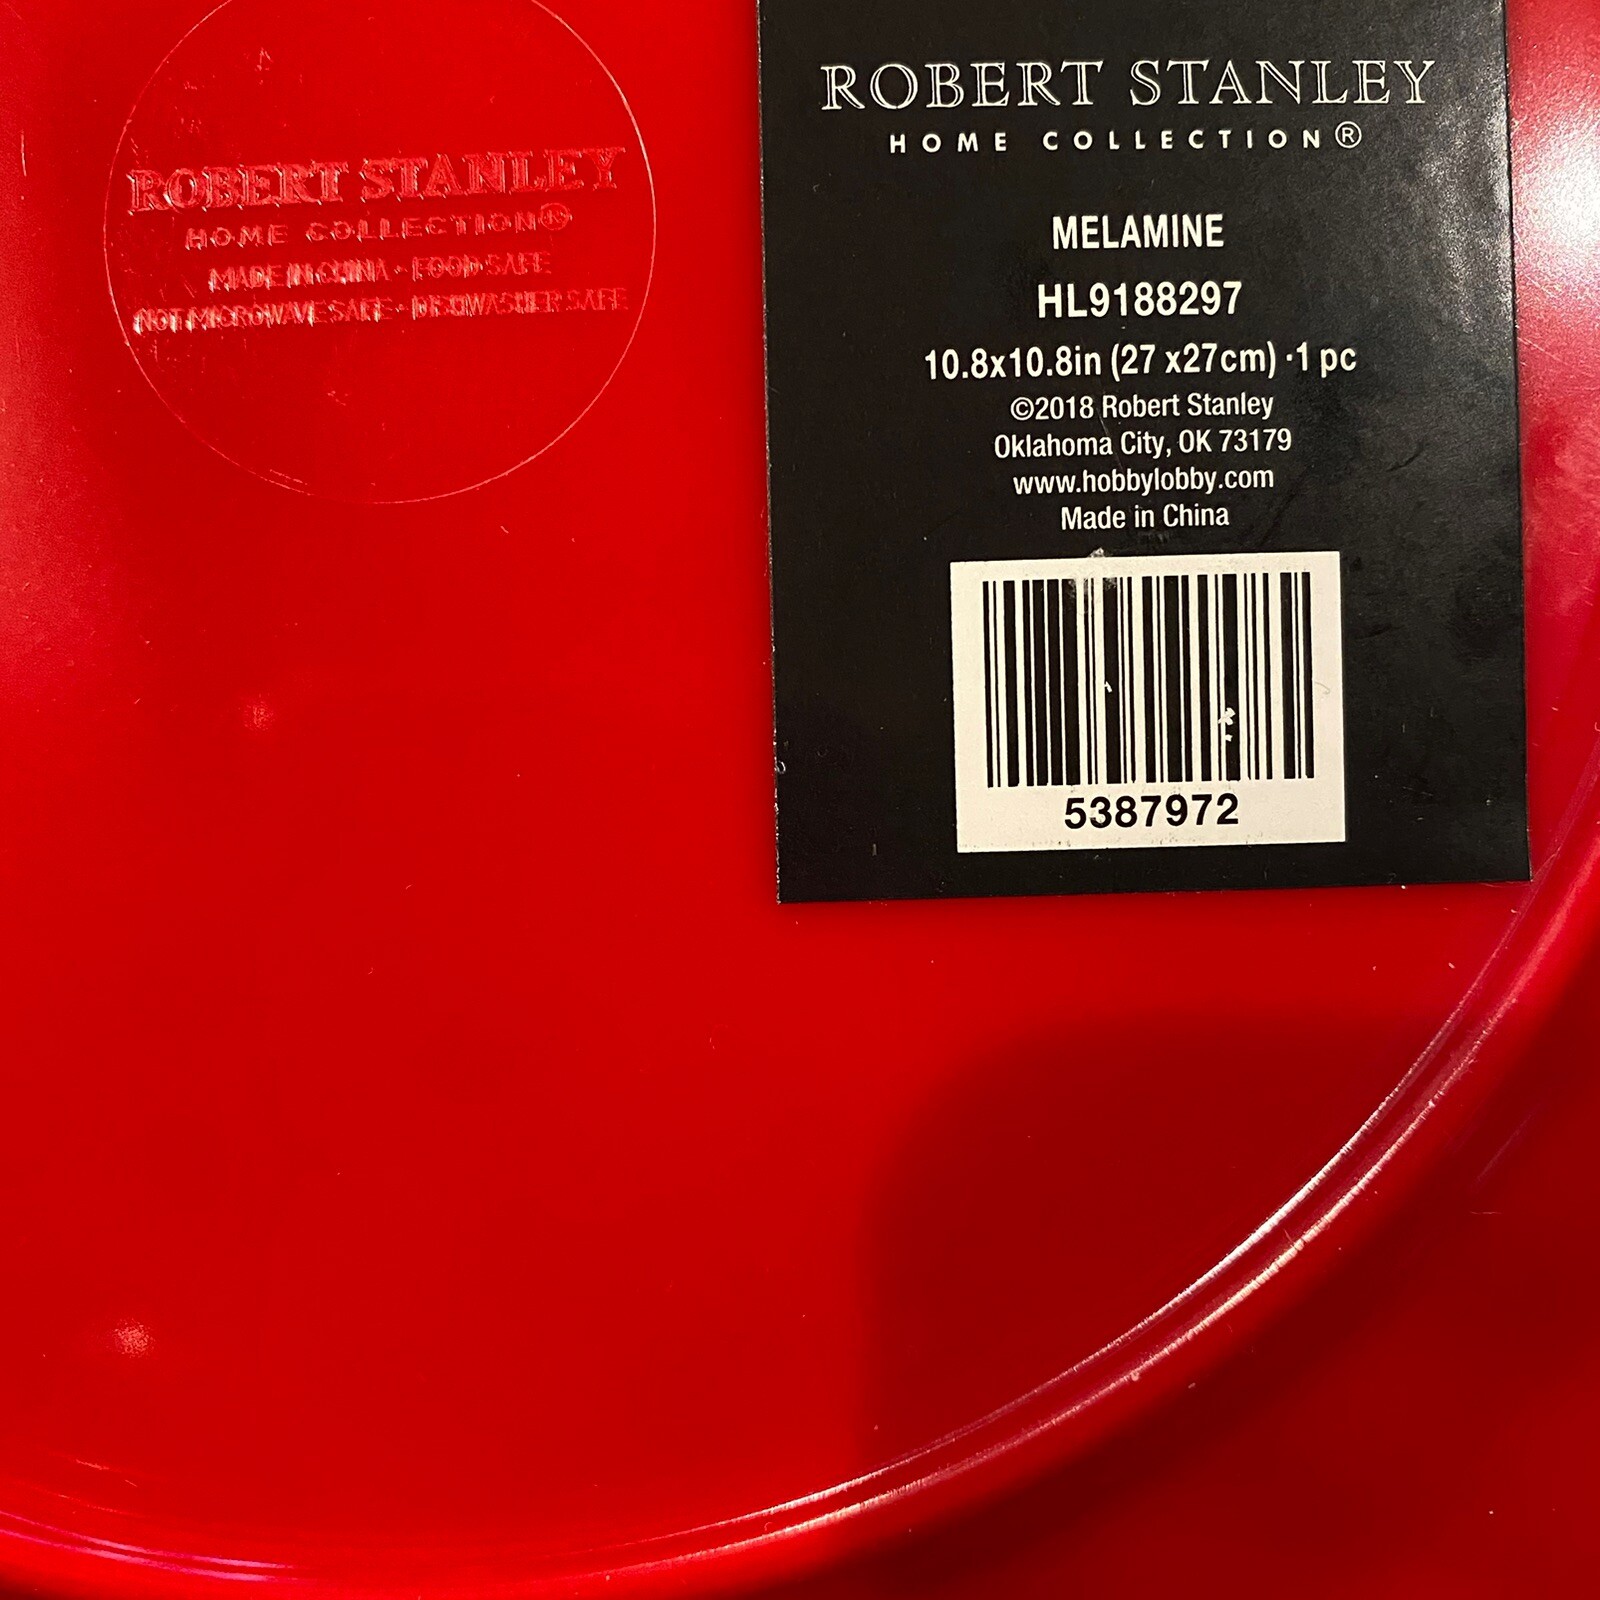 ROBERT STANLEY
HOME COLLECTION®
MADE IN CHINA • FOOD SAFE
NOT MICROWAVE SAFE • DISHWASHER SAFE
ROBERT STANLEY
HOME COLLECTION®
MELAMINE
HL9188297
10.8x10.8in (27 x27cm) ·1 pc
©2018 Robert Stanley
Oklahoma City, OK 73179
www.hobbylobby.com
Made in China
5387972